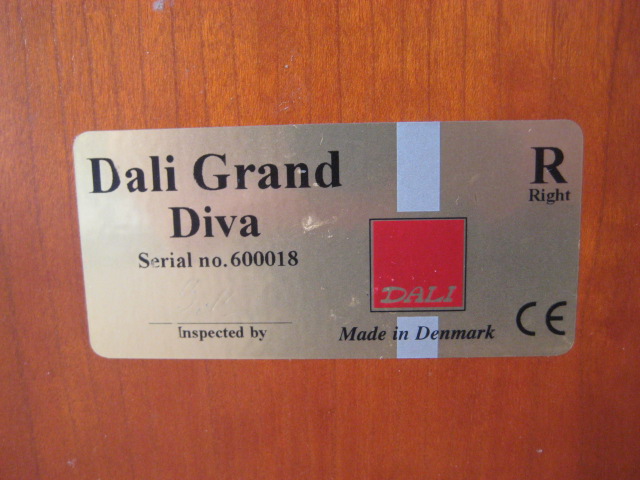 Dali Grand
Diva
Serial no. 600018
Inspected by
R
Right
DALI
Made in Denmark
CE